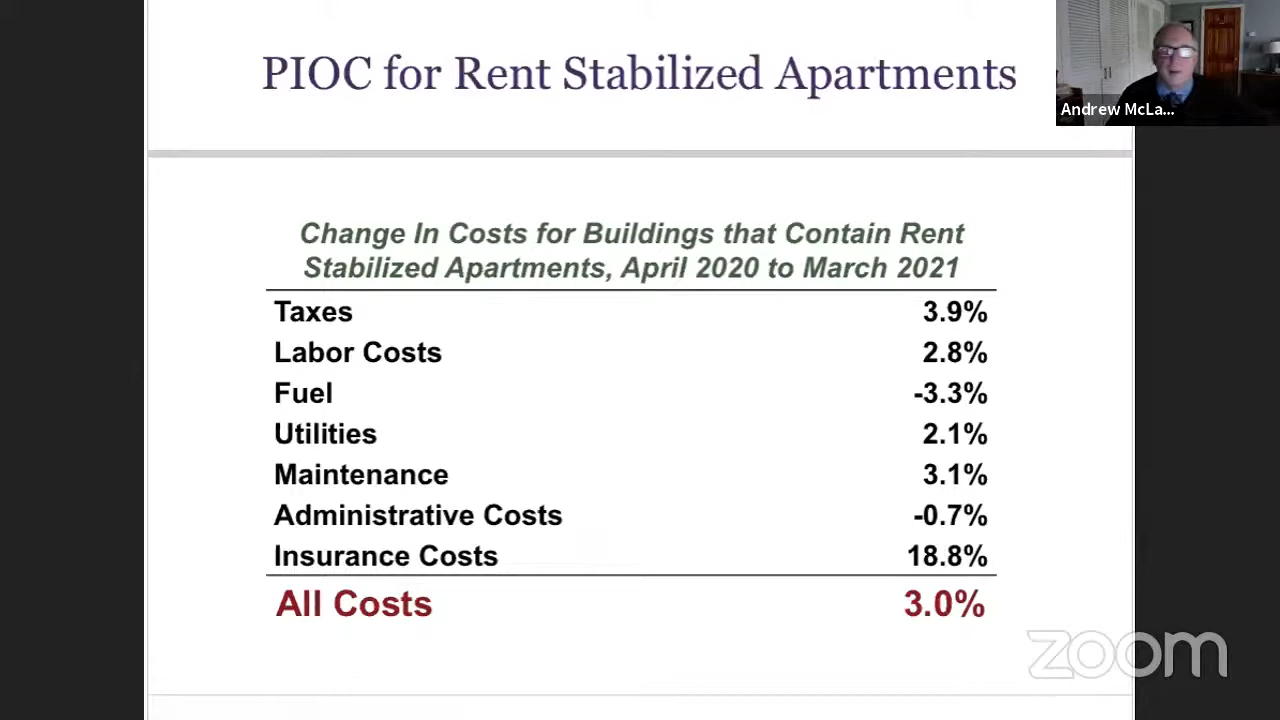 PIOC for Rent Stabilized Apartments
Andrew McLa...
Change In Costs for Buildings that Contain Rent
Stabilized Apartments, April 2020 to March 2021
Taxes 3.9%
Labor Costs 2.8%
Fuel -3.3%
Utilities 2.1%
Maintenance 3.1%
Administrative Costs -0.7%
Insurance Costs 18.8%
All Costs 3.0%
zoom